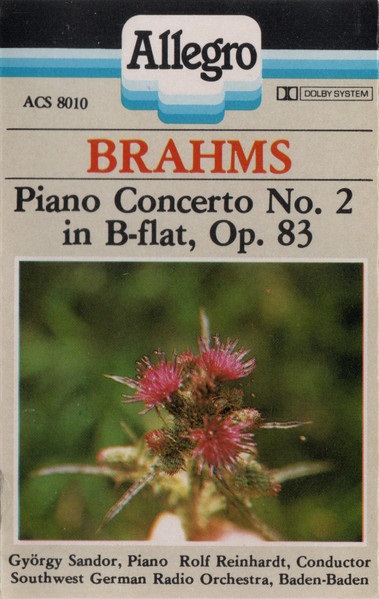 Allegro
ACS 8010
DOLBY SYSTEM
BRAHMS
Piano Concerto No. 2
in B-flat, Op. 83
György Sandor, Piano Rolf Reinhardt, Conductor
Southwest German Radio Orchestra, Baden-Baden